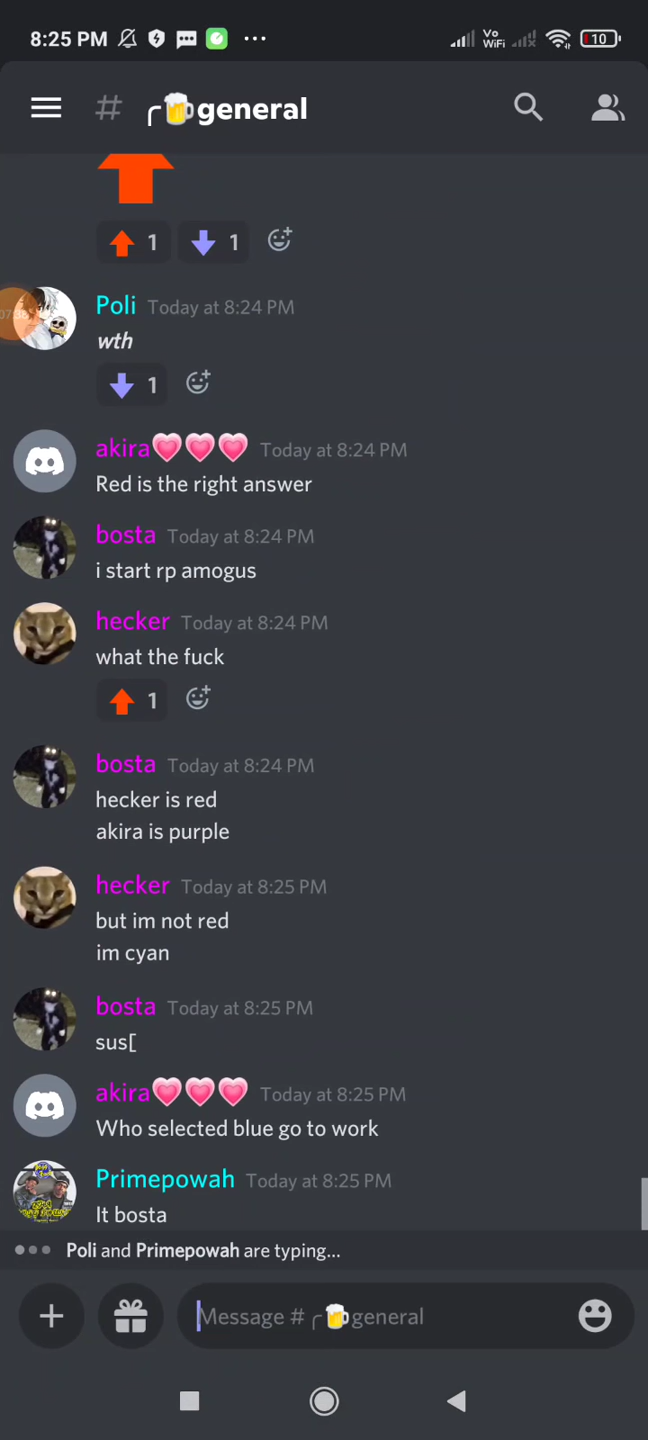 8:25 PM
Vo
WiFi
10
# ╭🍺general
1 1
07:38
Poli Today at 8:24 PM
wth
1
akira💗💗💗 Today at 8:24 PM
Red is the right answer
bosta Today at 8:24 PM
i start rp amogus
hecker Today at 8:24 PM
what the fuck
1
bosta Today at 8:24 PM
hecker is red
akira is purple
hecker Today at 8:25 PM
but im not red
im cyan
bosta Today at 8:25 PM
sus[
akira💗💗💗 Today at 8:25 PM
Who selected blue go to work
Primepowah Today at 8:25 PM
It bosta
Poli and Primepowah are typing...
Message # ╭🍺general